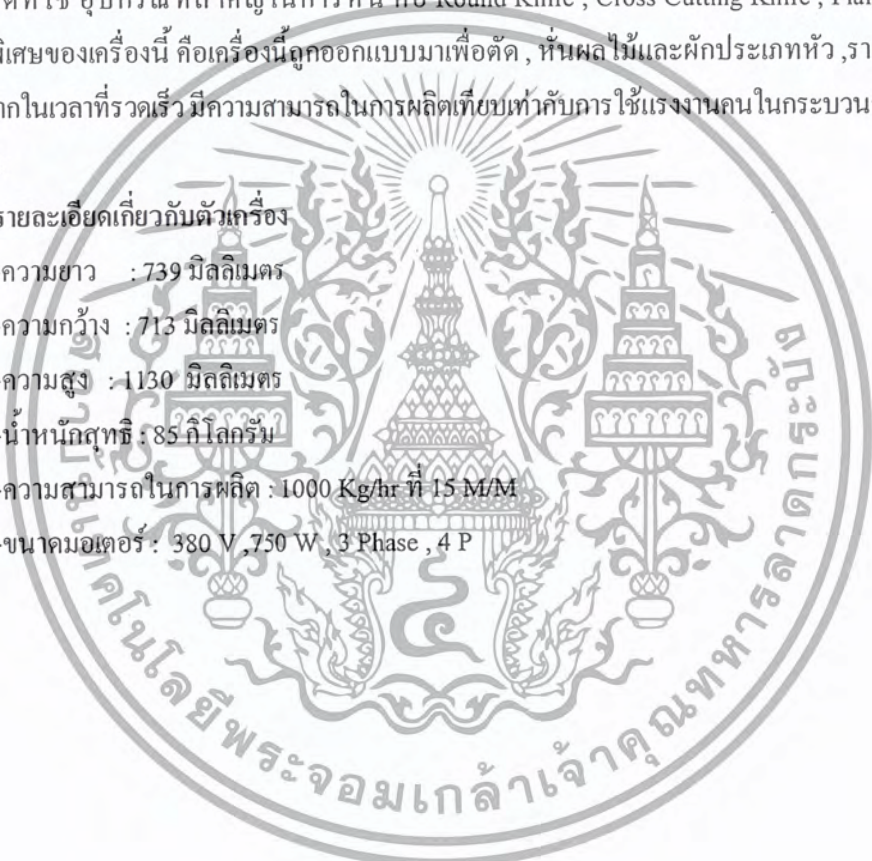 อุปกรณ์ที่สำคัญในการหั่น คือ Round Knife , Cross Cutting Knife ,
พิเศษของเครื่องนี้ คือเครื่องนี้ถูกออกแบบมาเพื่อตัด , หั่นผลไม้และผักประเภทหัว ,รา
ากในเวลาที่รวดเร็ว มีความสามารถในการผลิตเทียบเท่ากับการใช้แรงงานคนในกระบวน
รายละเอียดเกี่ยวกับตัวเครื่อง
-ความยาว : 739 มิลลิเมตร
-ความกว้าง : 713 มิลลิเมตร
-ความสูง : 1130 มิลลิเมตร
-น้ำหนักสุทธิ : 85 กิโลกรัม
-ความสามารถในการผลิต : 1000 Kg/hr ที่ 15 M/M
-ขนาดมอเตอร์ : 380 V ,750 W , 3 Phase , 4 P
สถาบันเทคโนโลยีพระจอมเกล้าเจ้าคุณทหารลาดกระบัง